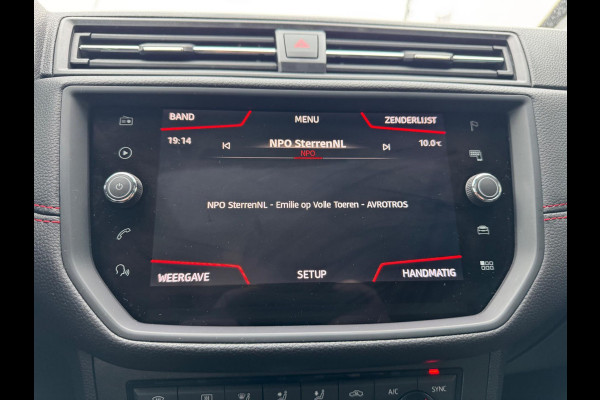 BAND MENU ZENDERLIJST
19:14 NPO SterrenNL 10.0°C
NPO
NPO SterrenNL - Emilie op Volle Toeren - AVROTROS
WEERGAVE SETUP HANDMATIG
A/C SYNC